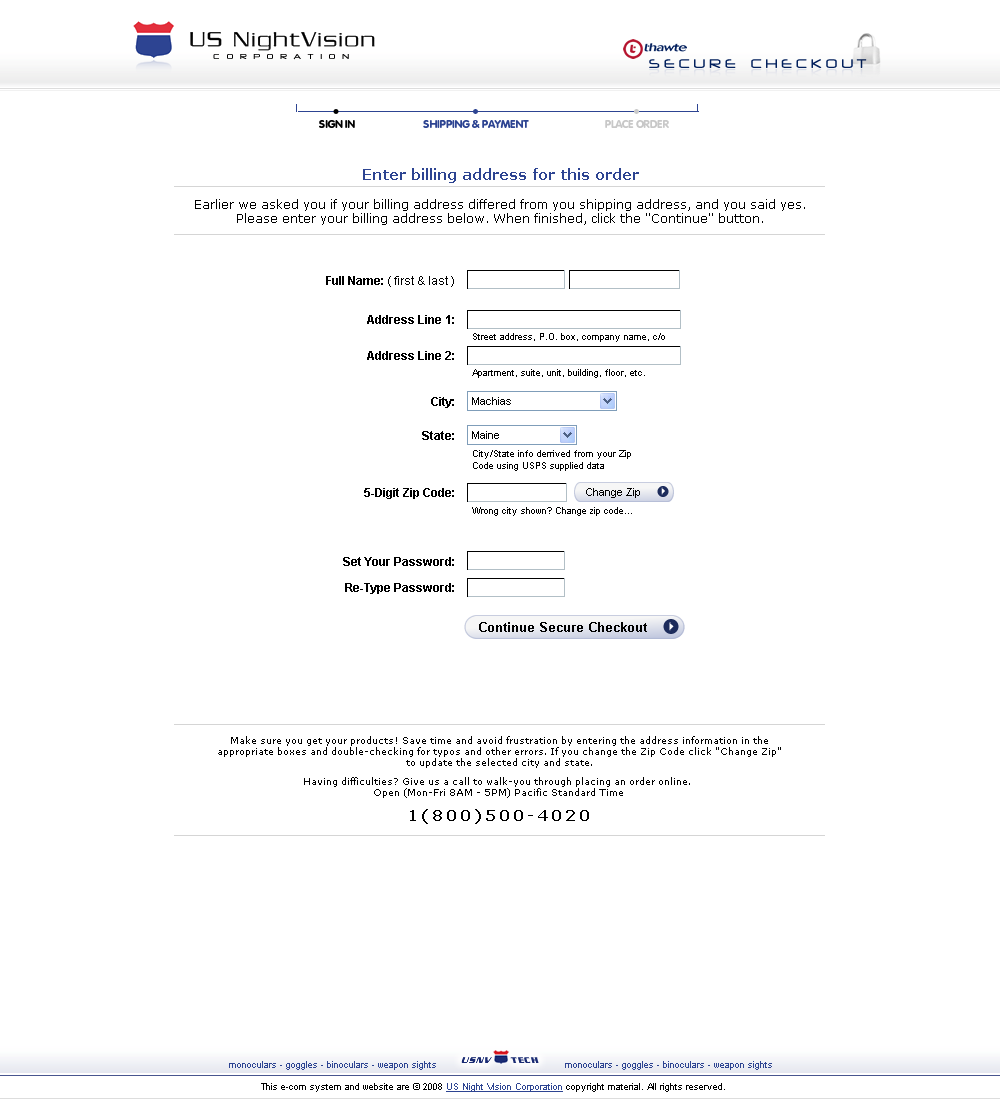 US NightVision
CORPORATION
thawte
SECURE CHECKOUT
SIGN IN
SHIPPING & PAYMENT
PLACE ORDER
Enter billing address for this order
Earlier we asked you if your billing address differed from you shipping address, and you said yes.
Please enter your billing address below. When finished, click the "Continue" button.
Full Name: ( first & last )
Address Line 1:
Street address, P.O. box, company name, c/o
Address Line 2:
Apartment, suite, unit, building, floor, etc.
City: Machias
State: Maine
City/State info derrived from your Zip
Code using USPS supplied data
5-Digit Zip Code: Change Zip
Wrong city shown? Change zip code...
Set Your Password:
Re-Type Password:
Continue Secure Checkout
Make sure you get your products! Save time and avoid frustration by entering the address information in the
appropriate boxes and double-checking for typos and other errors. If you change the Zip Code click "Change Zip"
to update the selected city and state.
Having difficulties? Give us a call to walk-you through placing an order online.
Open (Mon-Fri 8AM - 5PM) Pacific Standard Time
1(800)500-4020
monoculars - goggles - binoculars - weapon sights USNV TECH monoculars - goggles - binoculars - weapon sights
This e-com system and website are © 2008 US Night Vision Corporation copyright material. All rights reserved.